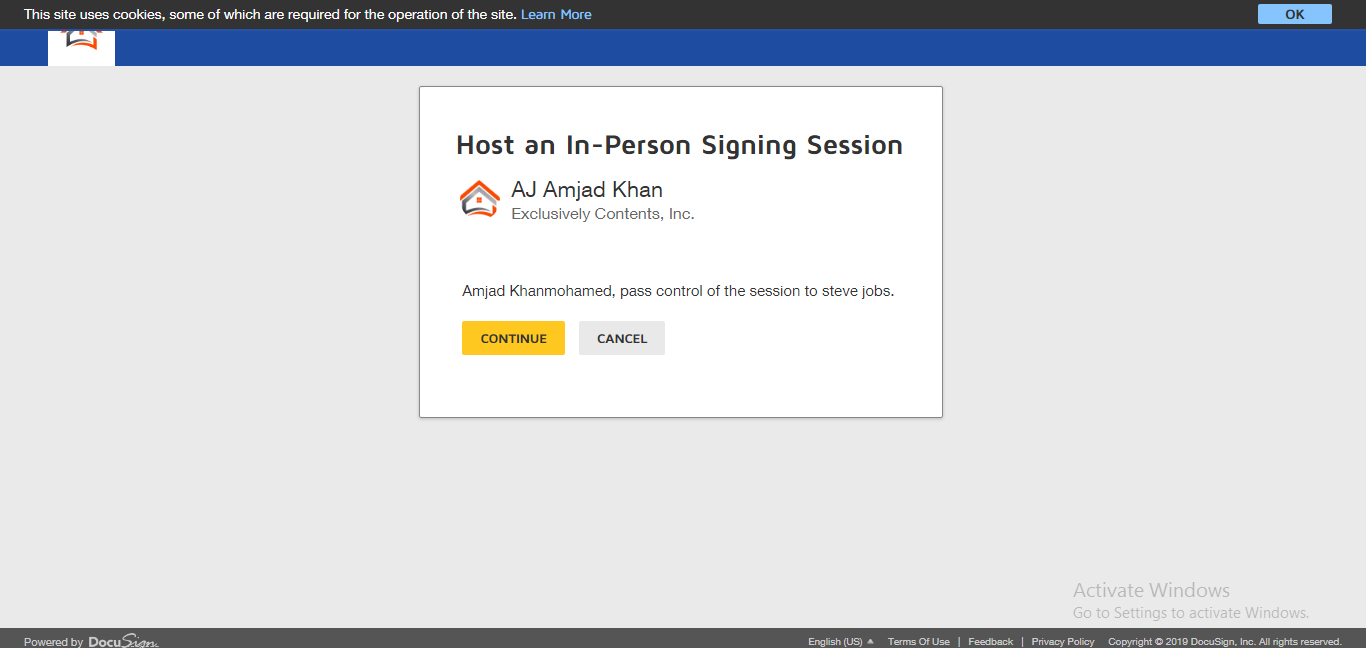 This site uses cookies, some of which are required for the operation of the site. Learn More
OK
Host an In-Person Signing Session
AJ Amjad Khan
Exclusively Contents, Inc.
Amjad Khanmohamed, pass control of the session to steve jobs.
CONTINUE CANCEL
Activate Windows
Go to Settings to activate Windows.
Powered by DocuSign
English (US) ▲ Terms Of Use | Feedback | Privacy Policy Copyright © 2019 DocuSign, Inc. All rights reserved.